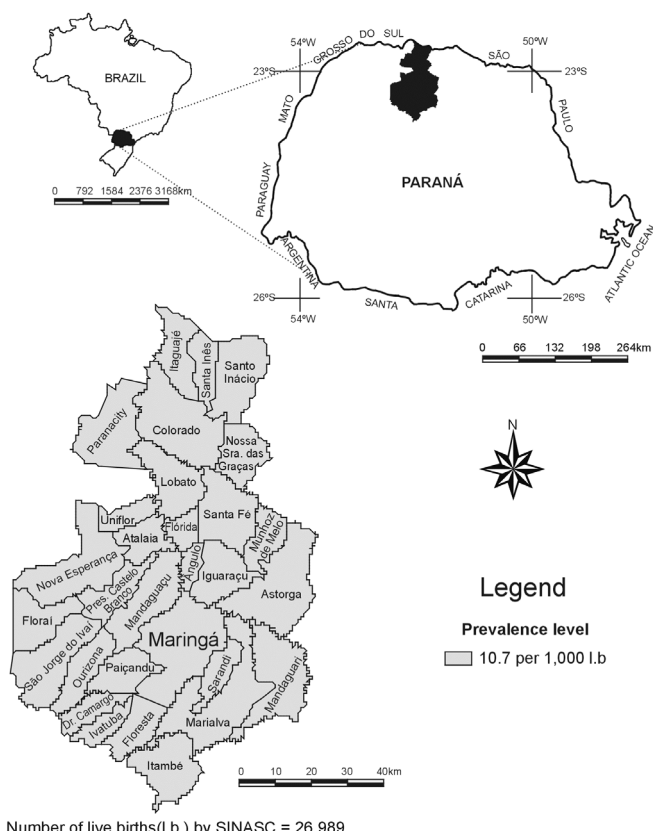 BRAZIL
0 792 1584 2376 3168km
54ºW
50ºW
MATO GROSSO DO SUL
SÃO PAULO
23ºS
23ºS
PARANÁ
PARAGUAY
ARGENTINA
SANTA CATARINA
ATLANTIC OCEAN
26ºS
26ºS
54ºW
50ºW
0 66 132 198 264km
Itaguajé
Santa Inês
Santo
Inácio
Paranacity
Colorado
Nossa
Sra. das
Graças
Lobato
Uniflor
Atalaia
Flórida
Santa Fé
Munhoz
de Melo
Ângulo
Iguaraçu
Astorga
Nova Esperança
Pres. Castelo
Branco
Mandaguaçu
Floraí
São Jorge do Ivaí
Ourizona
Paiçandu
Maringá
Sarandi
Mandaguari
Dr. Camargo
Ivatuba
Floresta
Marialva
Itambé
0 10 20 30 40km
N
Legend
Prevalence level
10.7 per 1,000 l.b
Number of live births(l.b.) by SINASC = 26,989